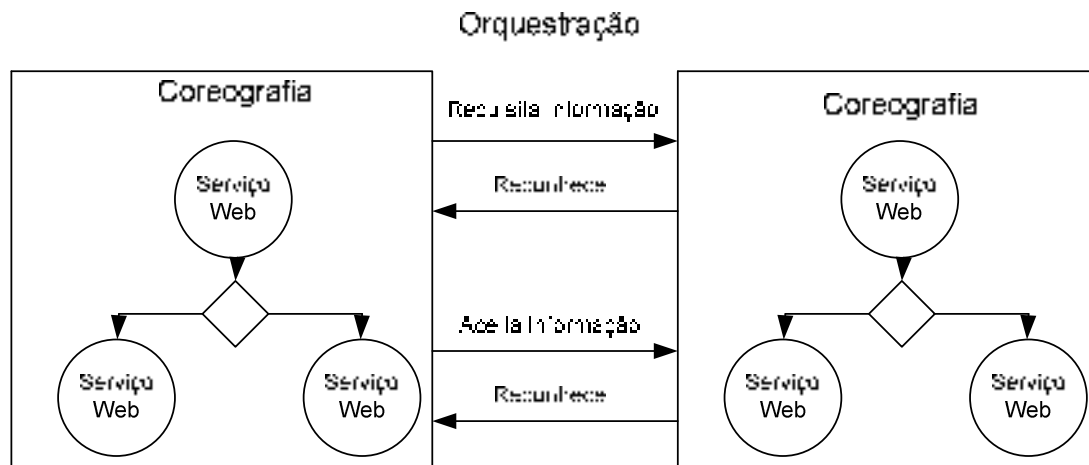 Orquestração
Coreografia
Coreografia
Requisita Informação
Reconhece
Serviço
Web
Serviço
Web
Aceita Informação
Reconhece
Serviço
Web
Serviço
Web
Serviço
Web
Serviço
Web